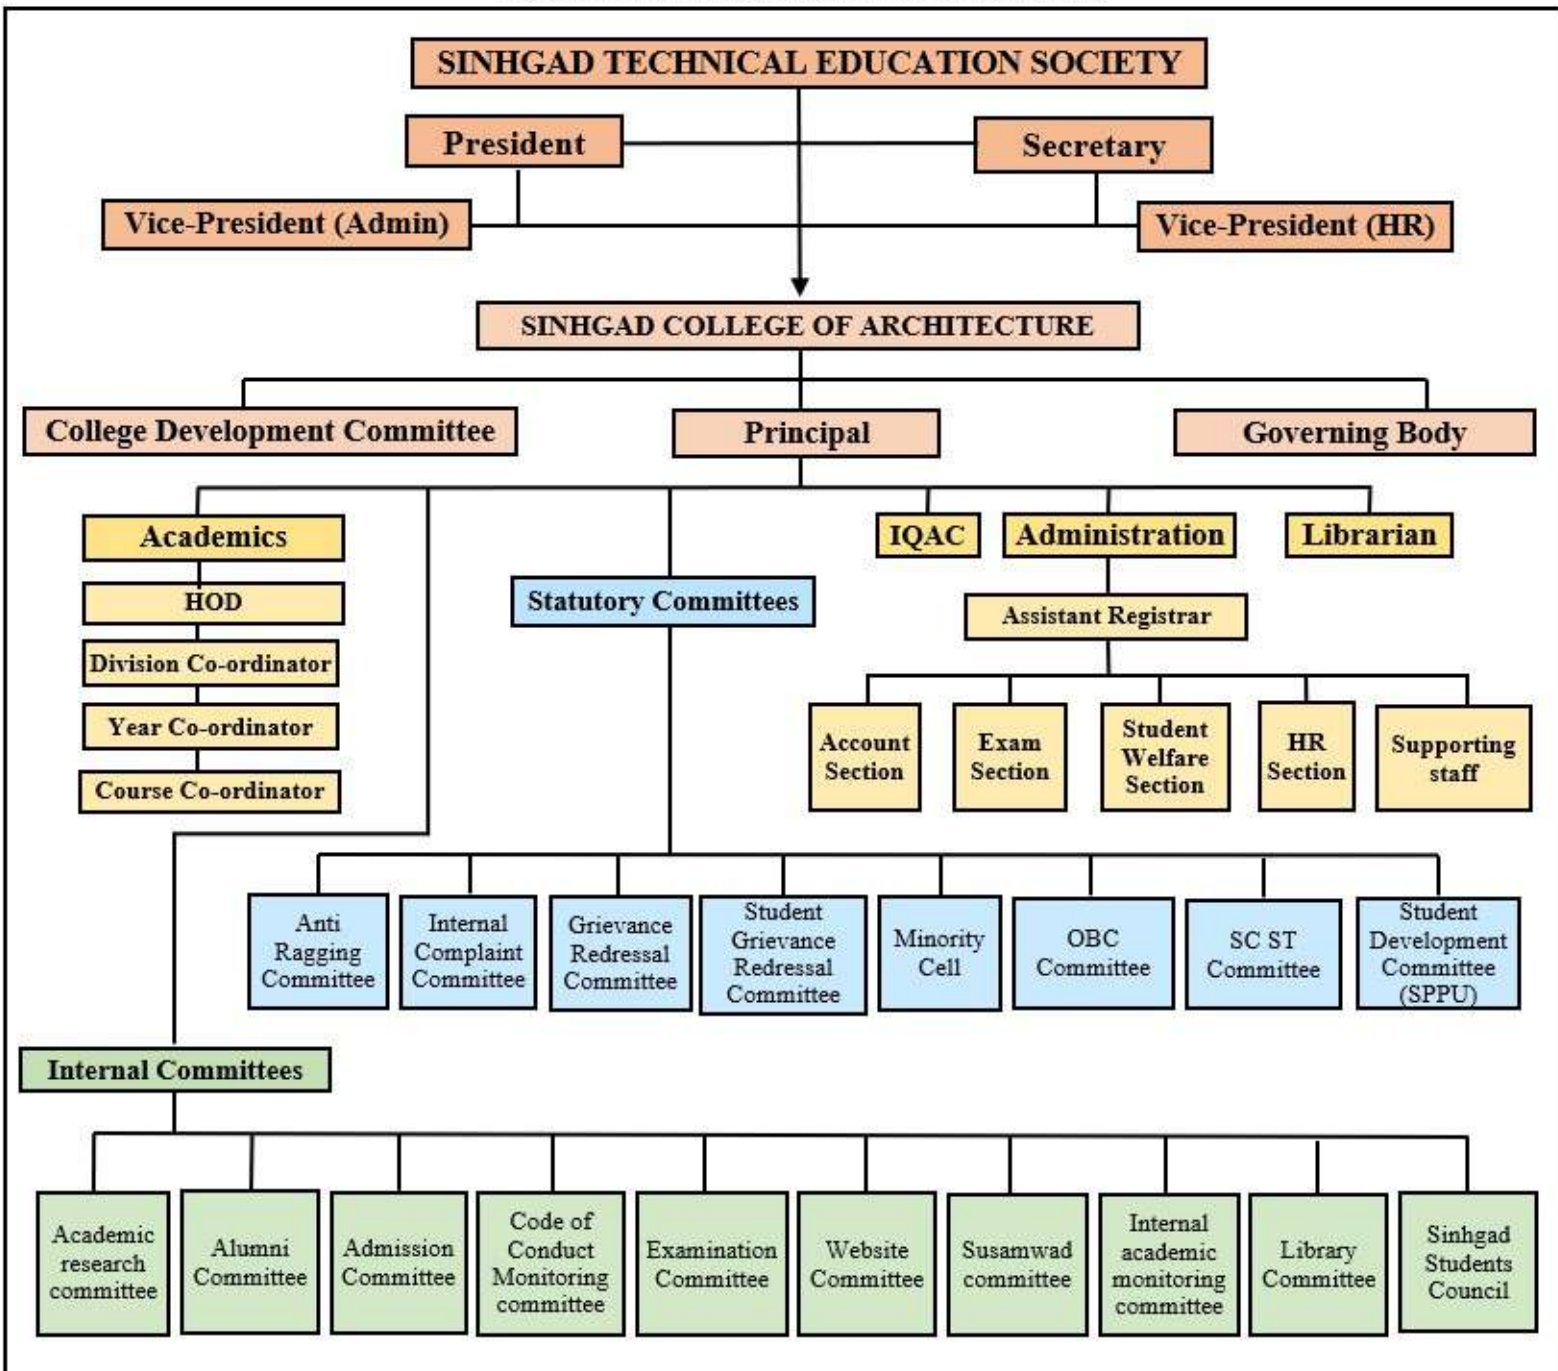 SINHGAD TECHNICAL EDUCATION SOCIETY
President
Secretary
Vice-President (Admin)
Vice-President (HR)
SINHGAD COLLEGE OF ARCHITECTURE
College Development Committee
Principal
Governing Body
Academics
IQAC
Administration
Librarian
HOD
Statutory Committees
Assistant Registrar
Division Co-ordinator
Year Co-ordinator
Course Co-ordinator
Account
Section
Exam
Section
Student
Welfare
Section
HR
Section
Supporting
staff
Anti
Ragging
Committee
Internal
Complaint
Committee
Grievance
Redressal
Committee
Student
Grievance
Redressal
Committee
Minority
Cell
OBC
Committee
SC ST
Committee
Student
Development
Committee
(SPPU)
Internal Committees
Academic
research
committee
Alumni
Committee
Admission
Committee
Code of
Conduct
Monitoring
committee
Examination
Committee
Website
Committee
Susamwad
committee
Internal
academic
monitoring
committee
Library
Committee
Sinhgad
Students
Council